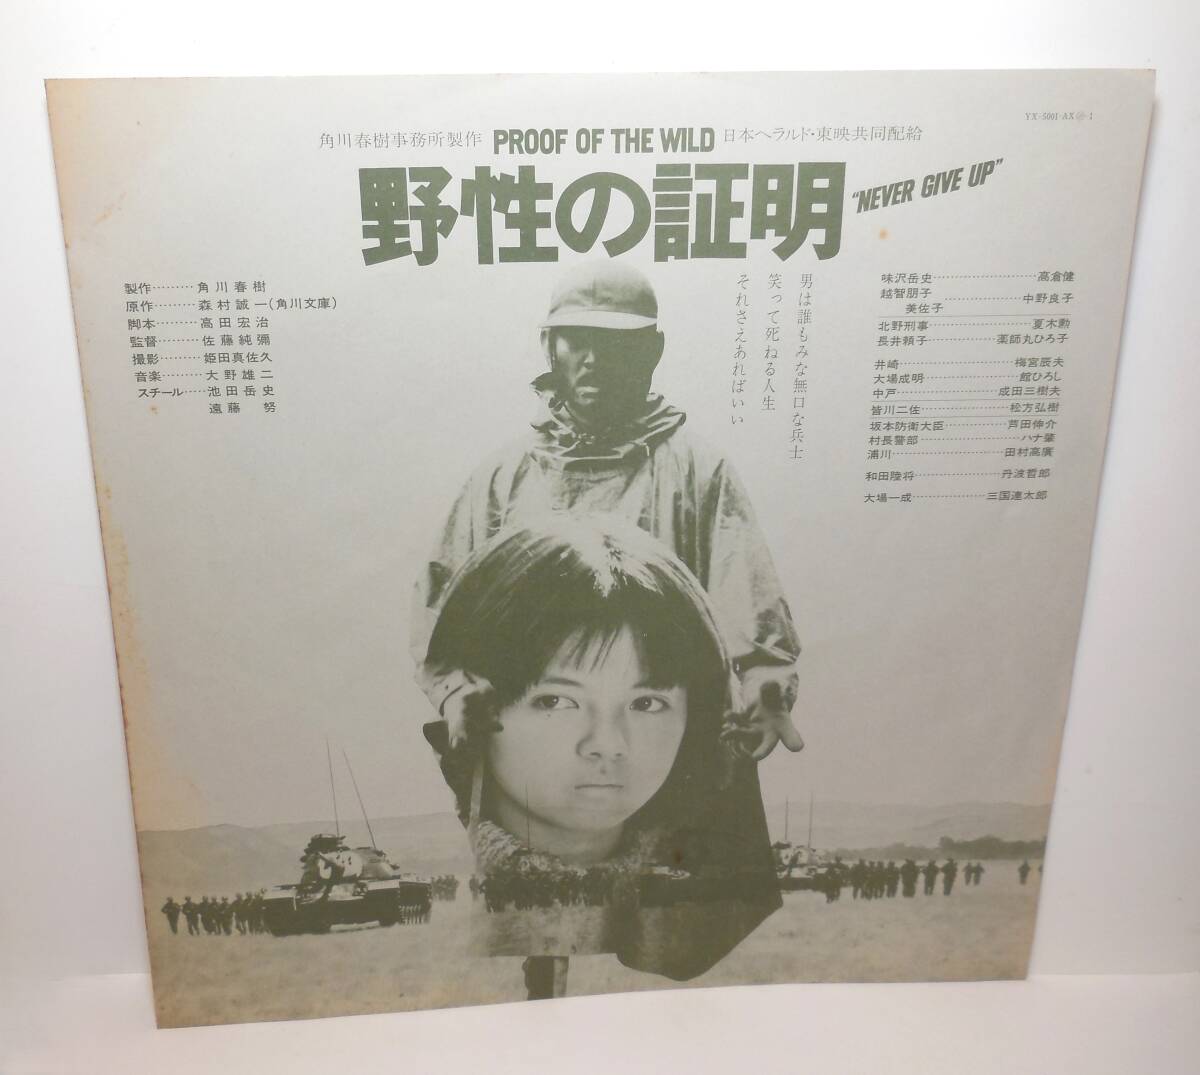 YX-5001-AX㊢-1
角川春樹事務所製作 PROOF OF THE WILD 日本ヘラルド・東映共同配給
野性の証明 "NEVER GIVE UP"
製作………角川春樹
原作………森村誠一(角川文庫)
脚本………高田宏治
監督………佐藤純彌
撮影………姫田真佐久
音楽………大野雄二
スチール……池田岳史
遠藤 努
男は誰もみな無口な兵士
笑って死ねる人生
それさえあればいい
味沢岳史………………………高倉健
越智朋子
美佐子………………中野良子
北野刑事………………………夏木勲
長井頼子………………薬師丸ひろ子
井崎…………………………梅宮辰夫
大場成明………………………館ひろし
中戸………………………成田三樹夫
皆川二佐………………………松方弘樹
坂本防衛大臣………………芦田伸介
村長警部………………………ハナ肇
浦川…………………………田村高廣
和田陸将………………………丹波哲郎
大場一成…………………三国連太郎